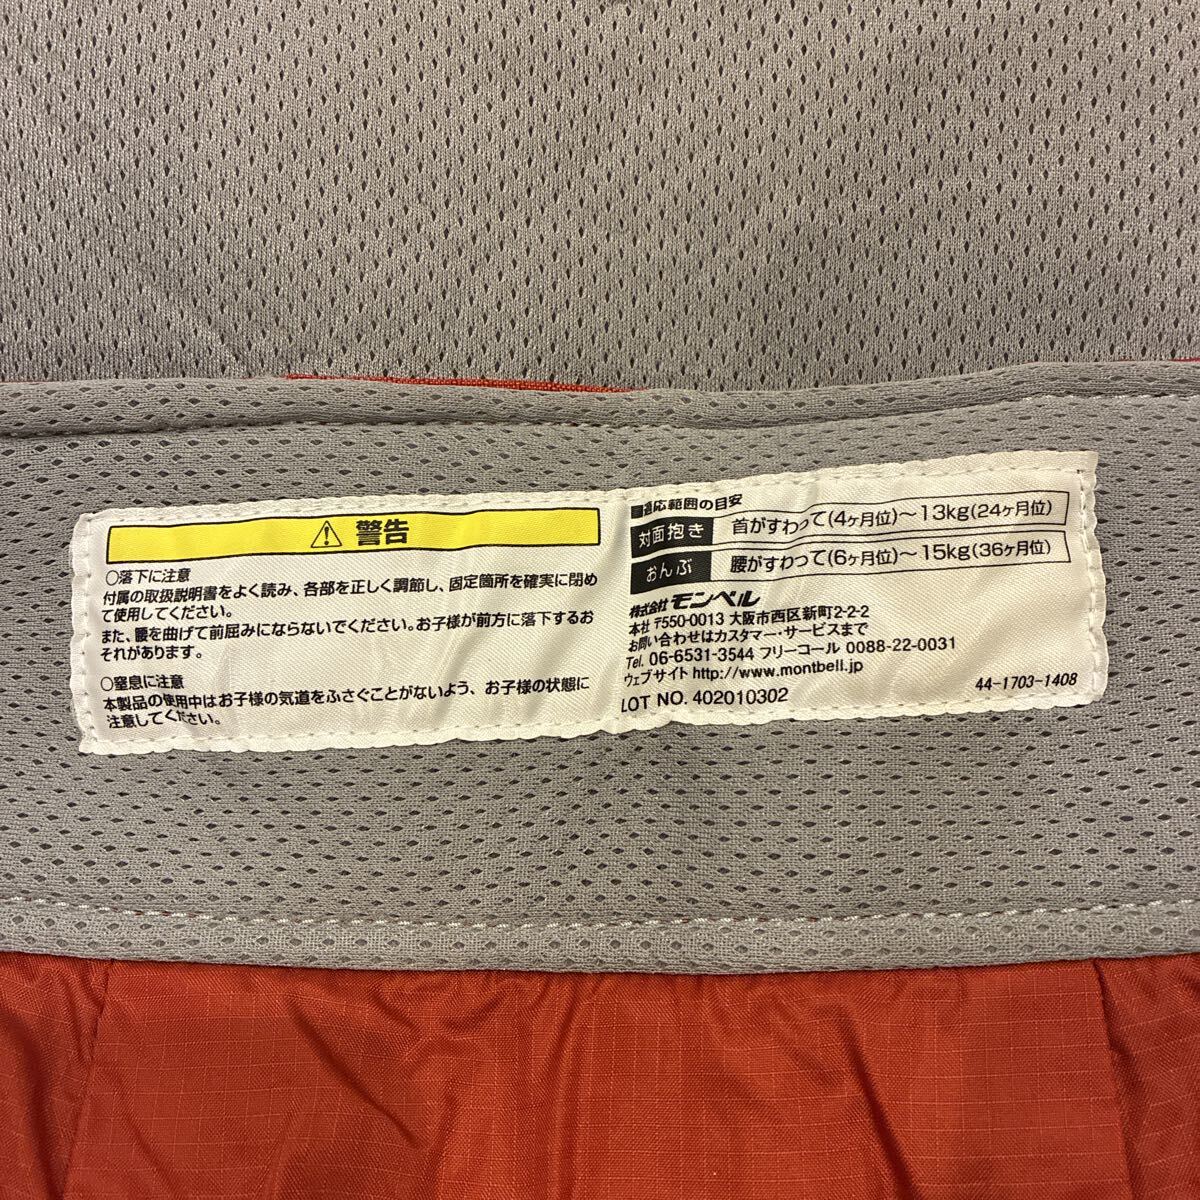 警告
○落下に注意
付属の取扱説明書をよく読み、各部を正しく調節し、固定箇所を確実に閉め
て使用してください。
また、腰を曲げて前屈みにならないでください。お子様が前方に落下するお
それがあります。
○窒息に注意
本製品の使用中はお子様の気道をふさぐことがないよう、お子様の状態に
注意してください。
■適応範囲の目安
対面抱き 首がすわって(4ヶ月位)〜13kg(24ヶ月位)
おんぶ 腰がすわって(6ヶ月位)〜15kg(36ヶ月位)
株式会社モンベル
本社 〒550-0013 大阪市西区新町2-2-2
お問い合わせはカスタマー・サービスまで
Tel. 06-6531-3544 フリーコール 0088-22-0031
ウェブサイト http://www.montbell.jp
LOT NO. 402010302
44-1703-1408